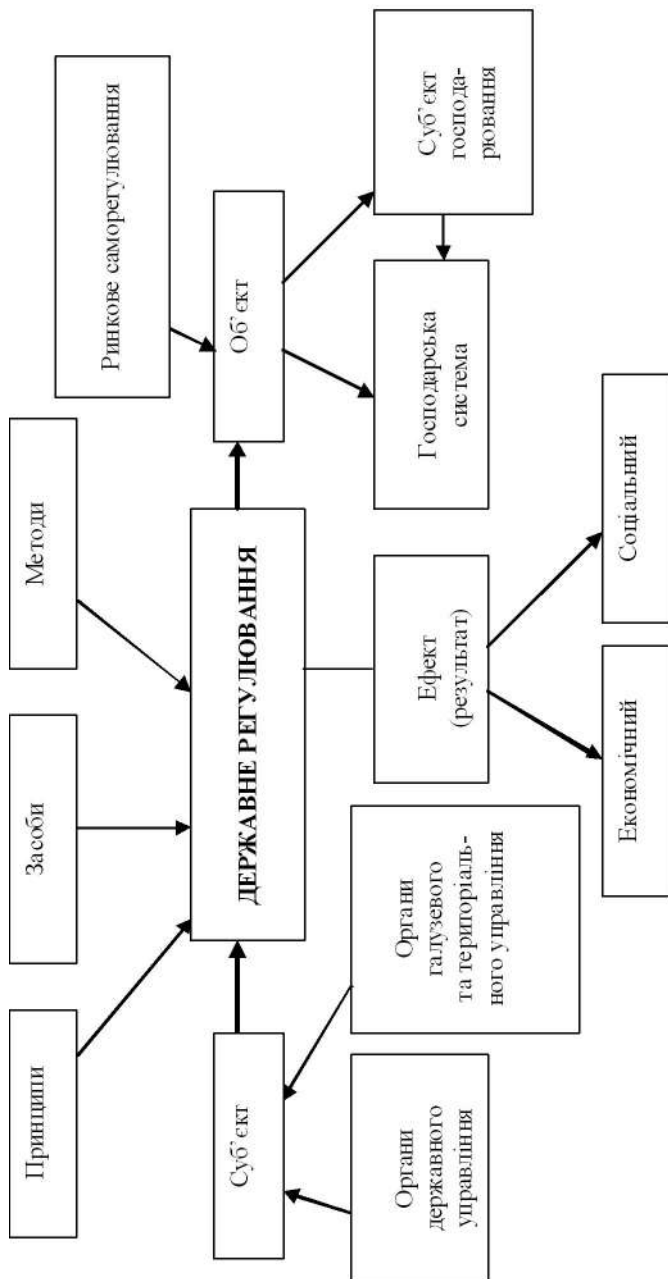 Принципи
Засоби
Методи
Ринкове саморегулювання
Суб’єкт
ДЕРЖАВНЕ РЕГУЛЮВАННЯ
Об’єкт
Органи
державного
управління
Органи
галузевого
та територіаль-
ного управління
Ефект
(результат)
Господарська
система
Суб’єкт
господа-
рювання
Економічний
Соціальний